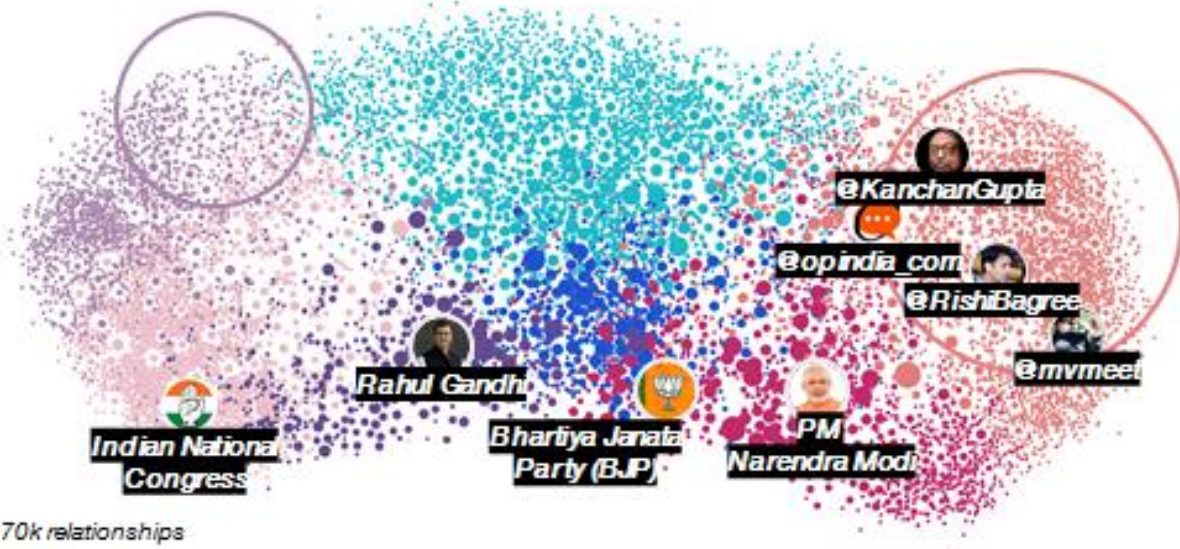 @KanchanGupta
@opindia_com
@RishiBagree
@mvmeet
Rahul Gandhi
Indian National
Congress
Bhartiya Janata
Party (BJP)
PM
Narendra Modi
70k relationships